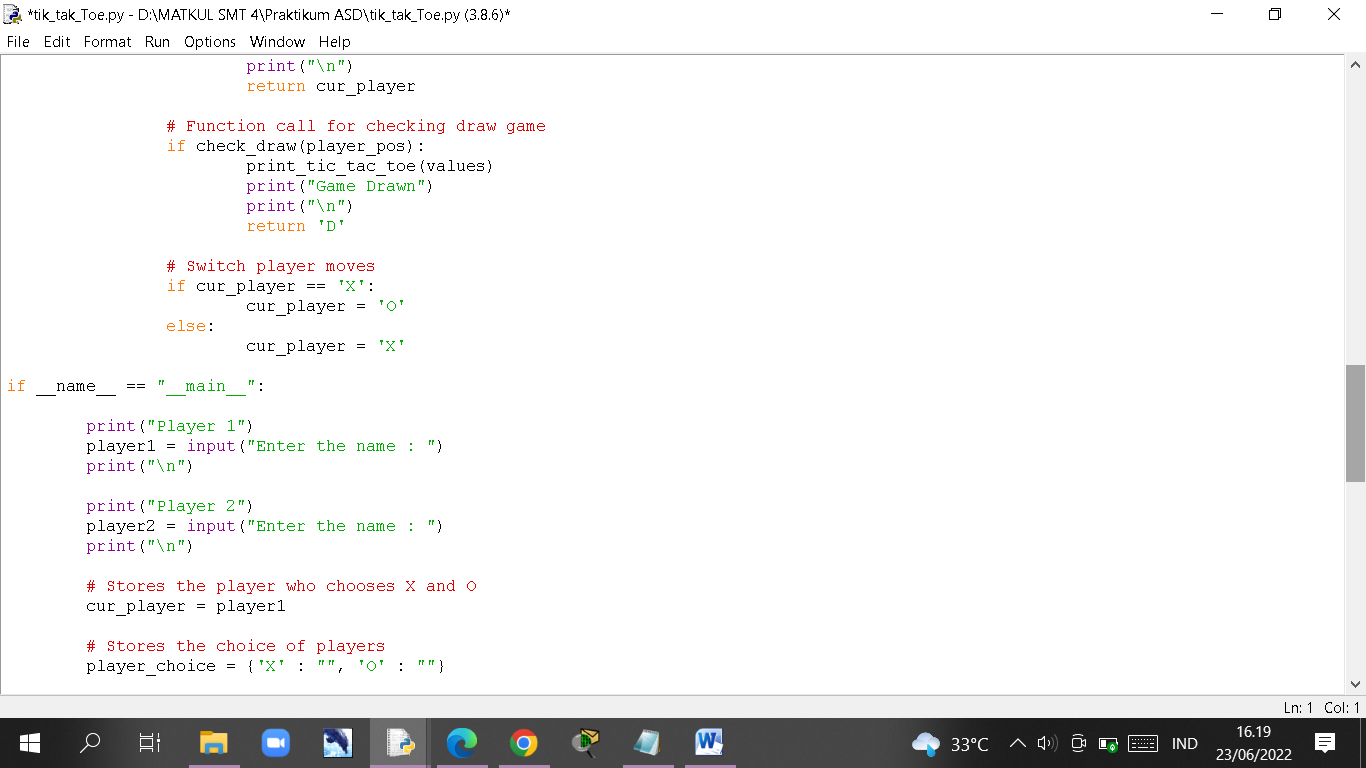 *tik_tak_Toe.py - D:\MATKUL SMT 4\Praktikum ASD\tik_tak_Toe.py (3.8.6)*
File Edit Format Run Options Window Help
print("\n")
return cur_player
# Function call for checking draw game
if check_draw(player_pos):
print_tic_tac_toe(values)
print("Game Drawn")
print("\n")
return 'D'
# Switch player moves
if cur_player == 'X':
cur_player = 'O'
else:
cur_player = 'X'
if __name__ == "__main__":
print("Player 1")
player1 = input("Enter the name : ")
print("\n")
print("Player 2")
player2 = input("Enter the name : ")
print("\n")
# Stores the player who chooses X and O
cur_player = player1
# Stores the choice of players
player_choice = {'X' : "", 'O' : ""}
Ln: 1 Col: 1
33°C
IND
16.19
23/06/2022